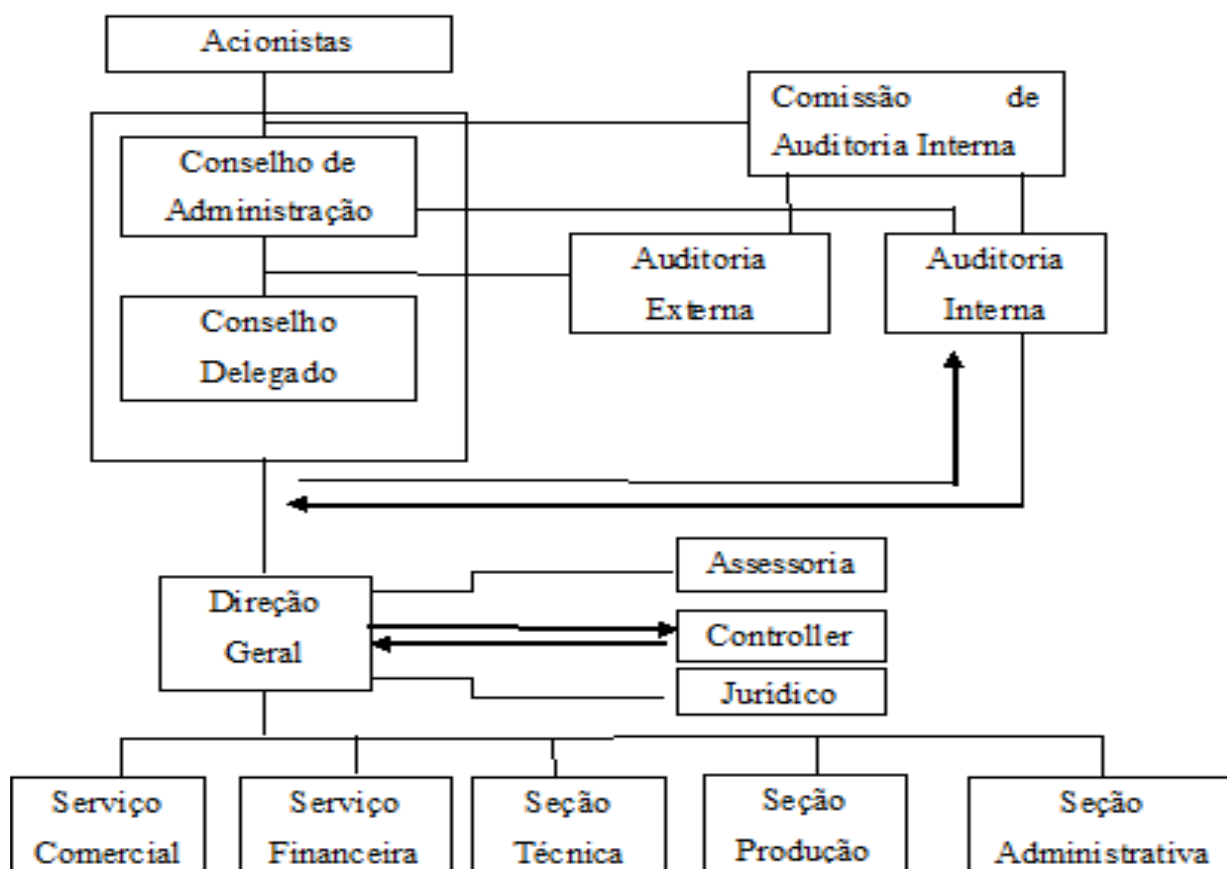 Acionistas
Comissão de
Auditoria Interna
Conselho de
Administração
Auditoria
Externa
Auditoria
Interna
Conselho
Delegado
Assessoria
Direção
Geral
Controller
Jurídico
Serviço
Comercial
Serviço
Financeira
Seção
Técnica
Seção
Produção
Seção
Administrativa